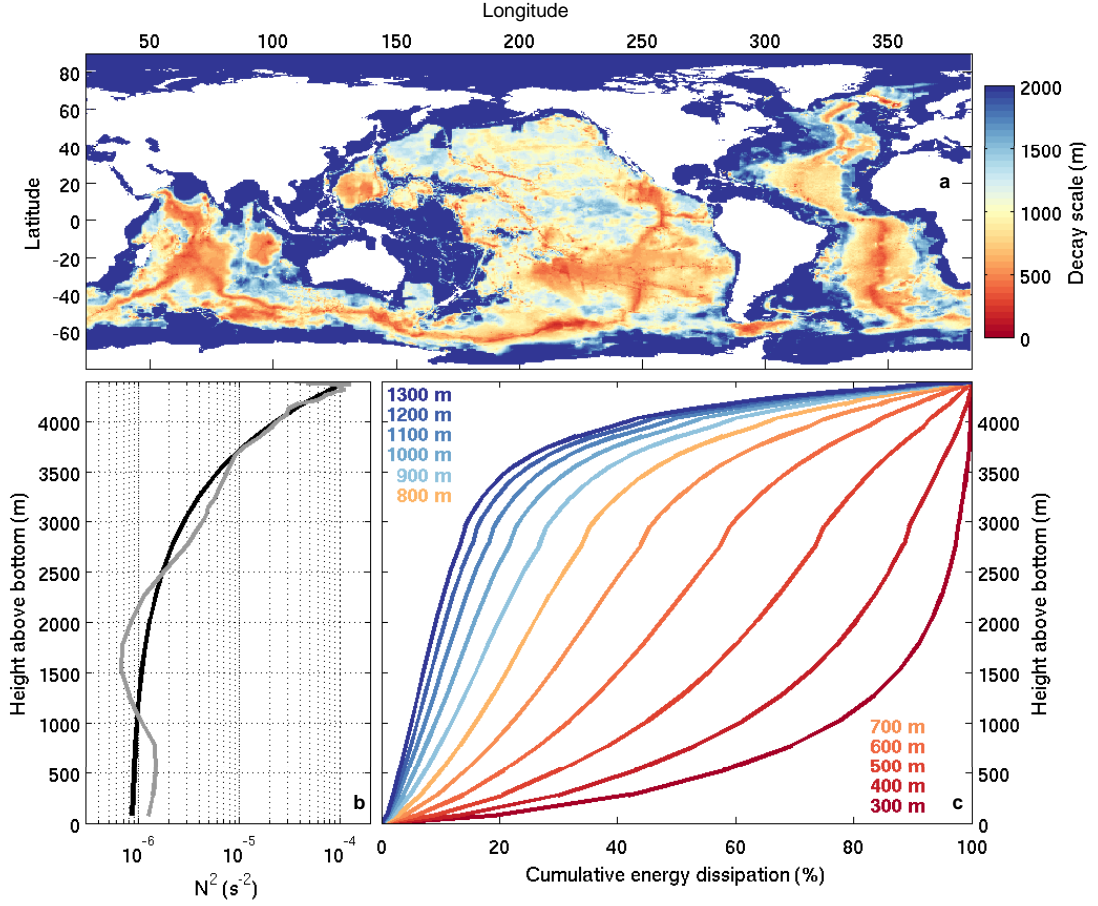 Longitude
50 100 150 200 250 300 350
Latitude
80
60
40
20
0
-20
-40
-60
a
2000
1500
1000
500
0
Decay scale (m)
Height above bottom (m)
4000
3500
3000
2500
2000
1500
1000
500
0
b
10-6 10-5 10-4
N2 (s-2)
1300 m
1200 m
1100 m
1000 m
900 m
800 m
700 m
600 m
500 m
400 m
300 m
c
4000
3500
3000
2500
2000
1500
1000
500
0
Height above bottom (m)
0 20 40 60 80 100
Cumulative energy dissipation (%)